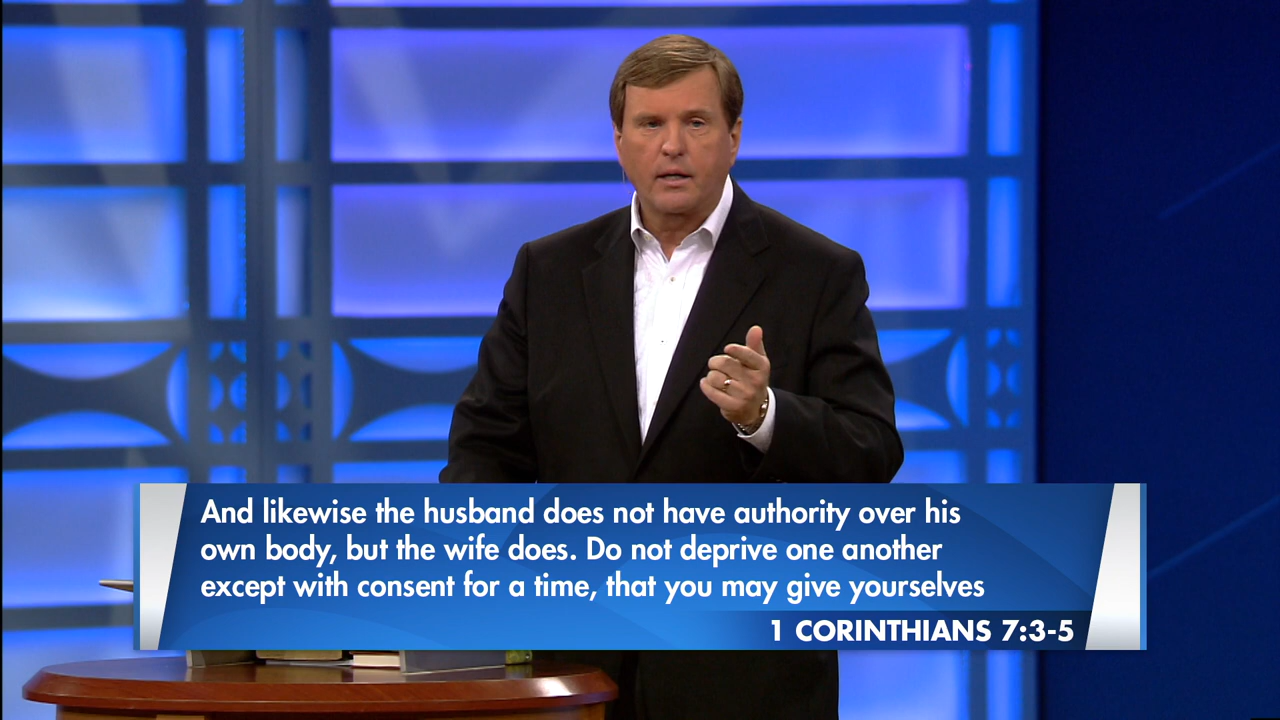 And likewise the husband does not have authority over his
own body, but the wife does. Do not deprive one another
except with consent for a time, that you may give yourselves
1 CORINTHIANS 7:3-5